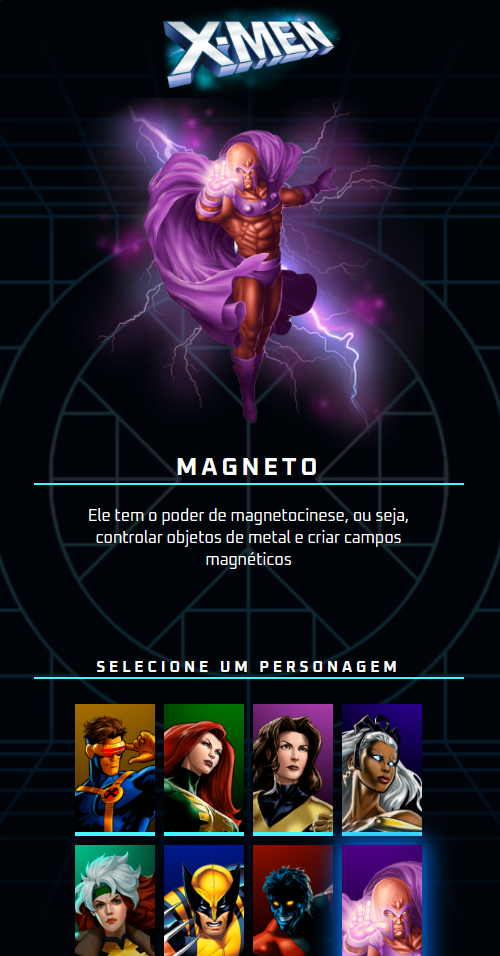 X-MEN
MAGNETO
Ele tem o poder de magnetocinese, ou seja,
controlar objetos de metal e criar campos
magnéticos
SELECIONE UM PERSONAGEM